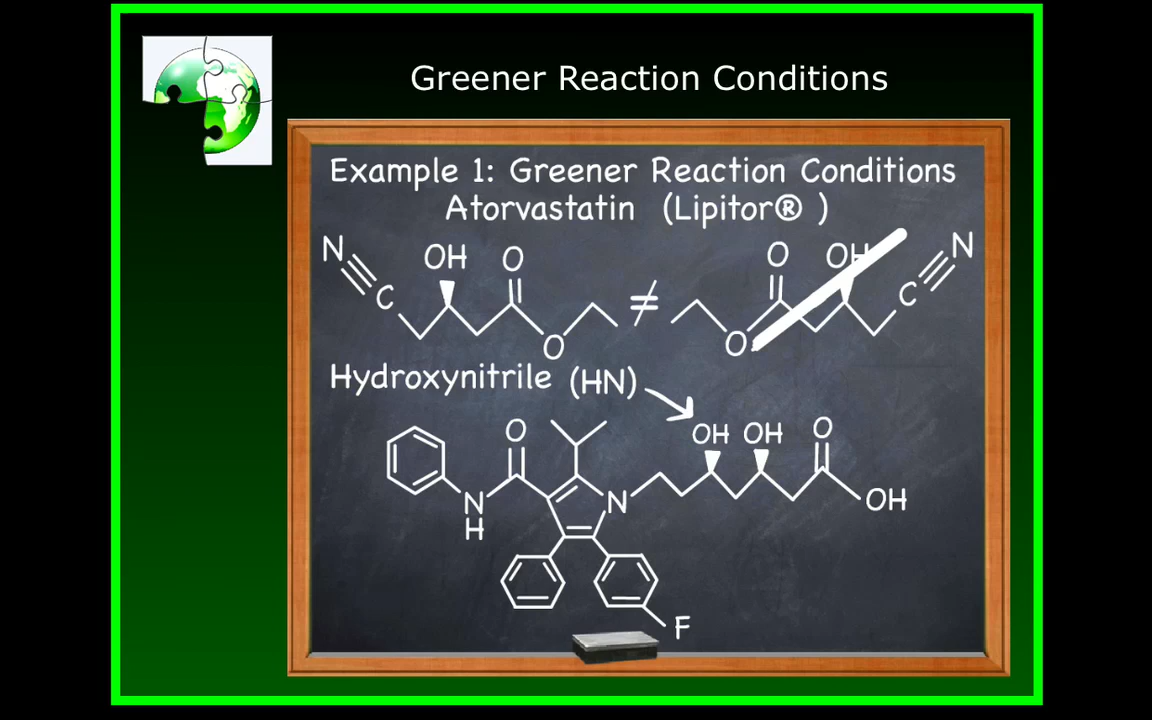 Greener Reaction Conditions
Example 1: Greener Reaction Conditions
Atorvastatin (Lipitor® )
N OH O ≠ O OH N
C O O C
Hydroxynitrile (HN)
O OH OH O
N H N OH
F